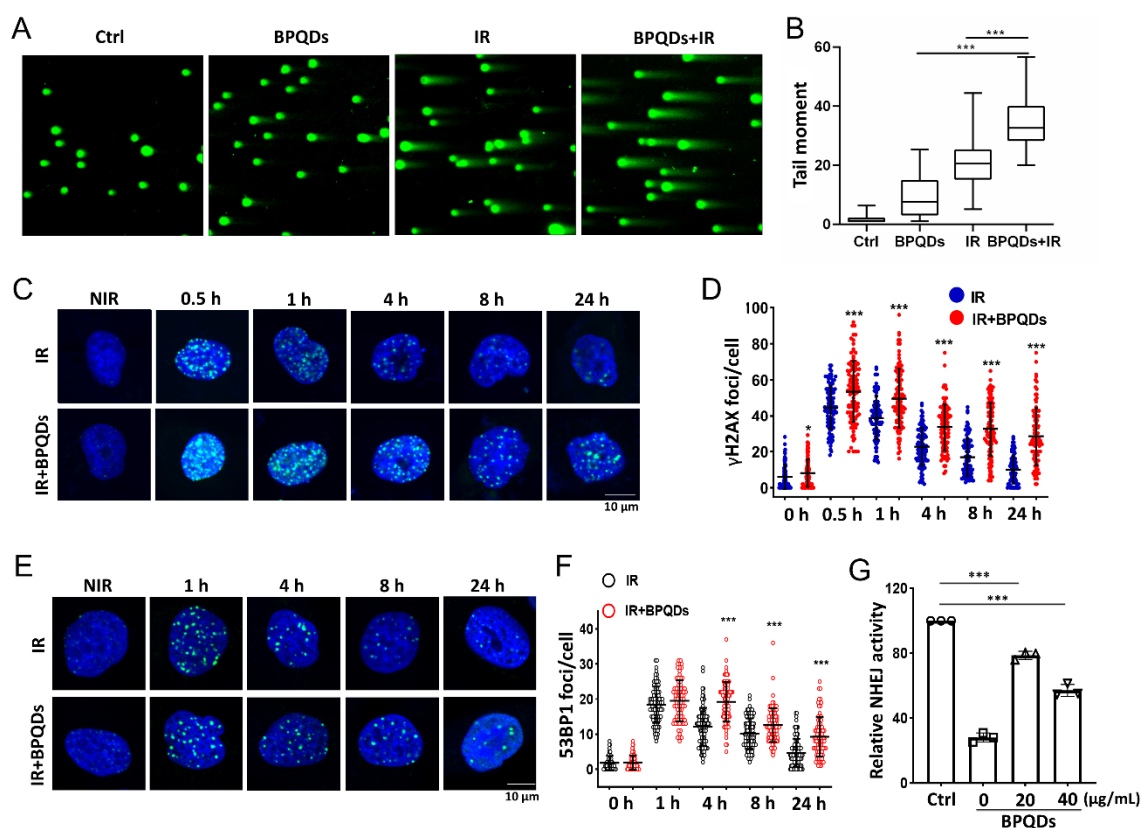 A
Ctrl BPQDs IR BPQDs+IR
B
***
***
Tail moment
60
40
20
0
Ctrl BPQDs IR BPQDs+IR
C
NIR 0.5 h 1 h 4 h 8 h 24 h
IR
IR+BPQDs
10 μm
D
IR
IR+BPQDs
γH2AX foci/cell
100
80
60
40
20
0
* *** *** *** *** ***
0 h 0.5 h 1 h 4 h 8 h 24 h
E
NIR 1 h 4 h 8 h 24 h
IR
IR+BPQDs
10 μm
F
IR
IR+BPQDs
53BP1 foci/cell
50
40
30
20
10
0
*** *** ***
0 h 1 h 4 h 8 h 24 h
G
***
***
Relative NHEJ activity
120
80
40
0
Ctrl 0 20 40 (μg/mL)
BPQDs